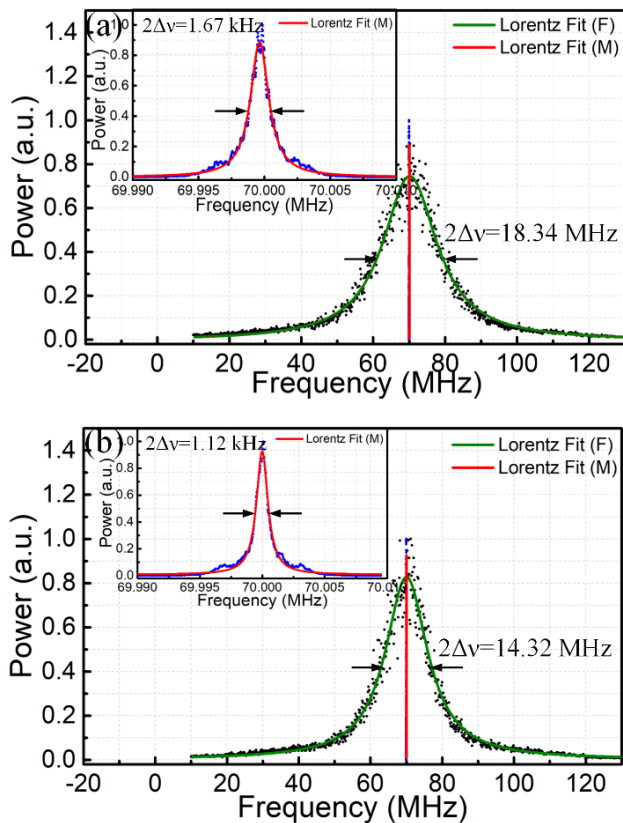 (a)
2Δν=1.67 kHz
Lorentz Fit (M)
Power (a.u.)
1.0
0.8
0.6
0.4
0.2
0.0
69.990 69.995 70.000 70.005 70.010
Frequency (MHz)
Lorentz Fit (F)
Lorentz Fit (M)
2Δν=18.34 MHz
Power (a.u.)
1.4
1.2
1.0
0.8
0.6
0.4
0.2
0.0
-20 0 20 40 60 80 100 120
Frequency (MHz)
(b)
2Δν=1.12 kHz
Lorentz Fit (M)
Power (a.u.)
1.0
0.8
0.6
0.4
0.2
0.0
69.990 69.995 70.000 70.005
Frequency (MHz)
Lorentz Fit (F)
Lorentz Fit (M)
2Δν=14.32 MHz
Power (a.u.)
1.4
1.2
1.0
0.8
0.6
0.4
0.2
0.0
-20 0 20 40 60 80 100 120
Frequency (MHz)